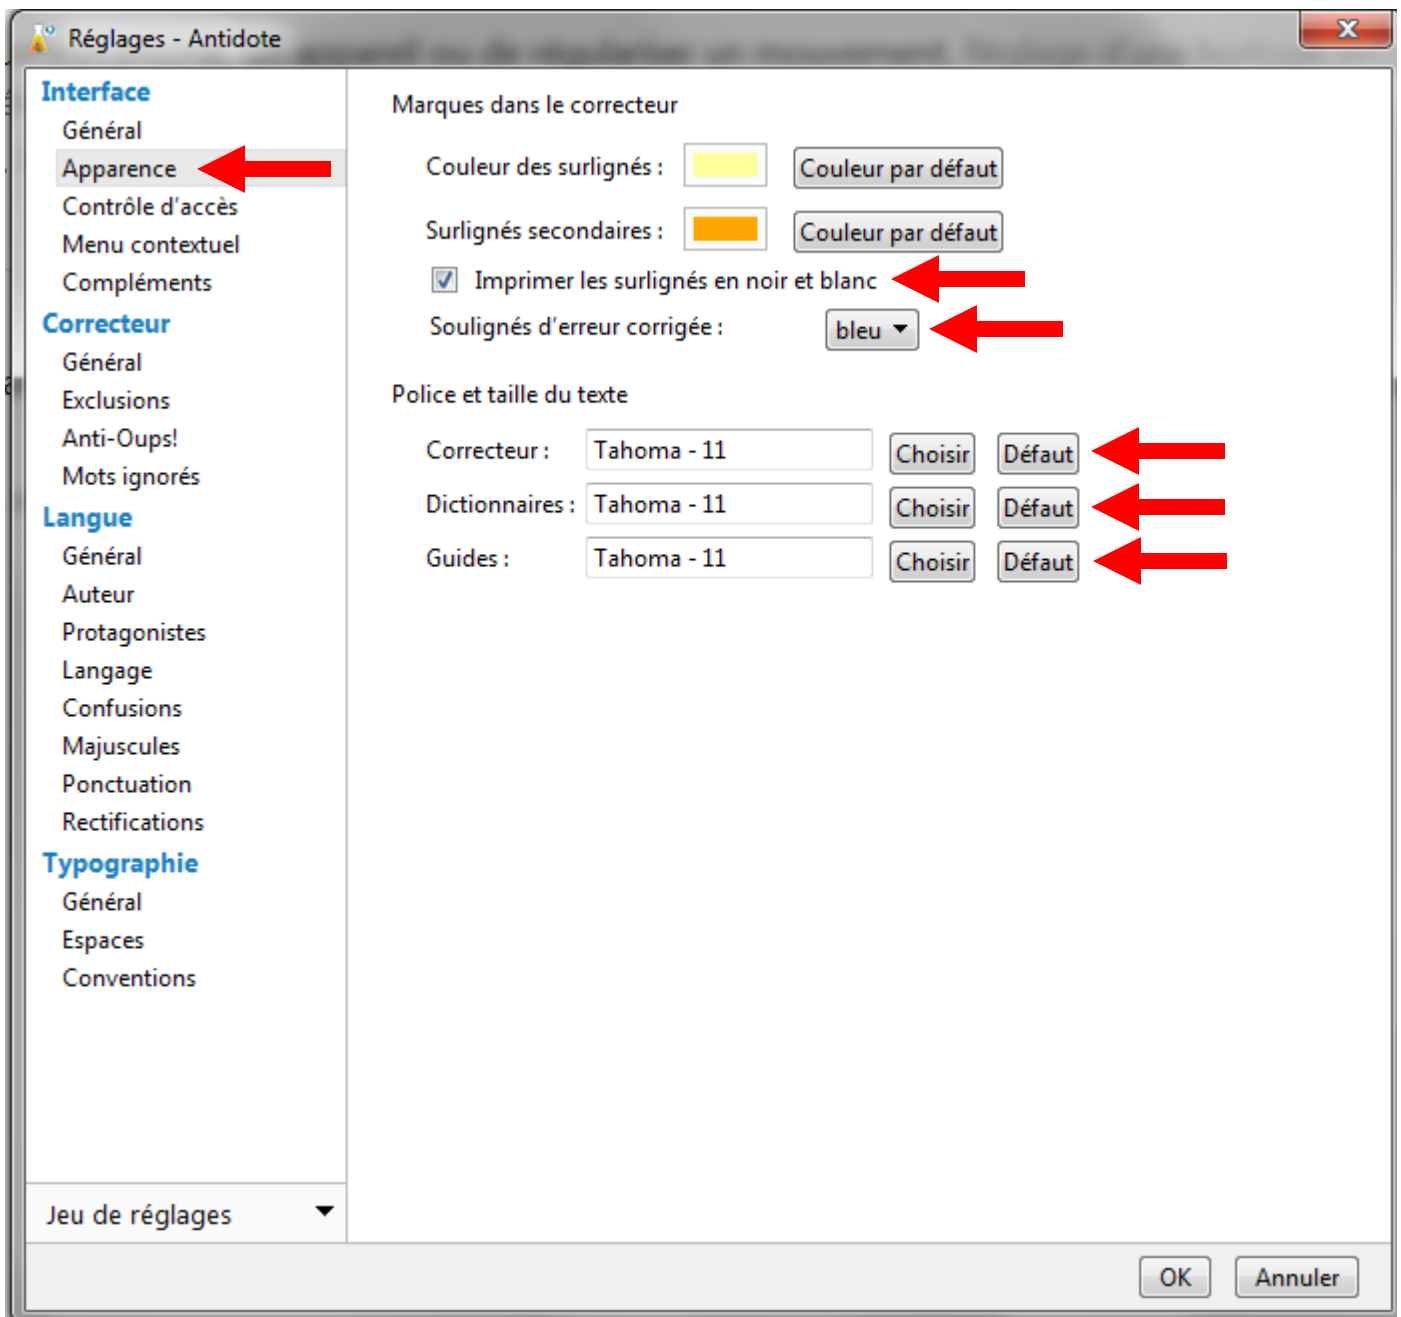 Réglages - Antidote
Interface
Général
Apparence
Contrôle d'accès
Menu contextuel
Compléments
Correcteur
Général
Exclusions
Anti-Oups!
Mots ignorés
Langue
Général
Auteur
Protagonistes
Langage
Confusions
Majuscules
Ponctuation
Rectifications
Typographie
Général
Espaces
Conventions
Jeu de réglages
Marques dans le correcteur
Couleur des surlignés : Couleur par défaut
Surlignés secondaires : Couleur par défaut
Imprimer les surlignés en noir et blanc
Soulignés d'erreur corrigée : bleu
Police et taille du texte
Correcteur : Tahoma - 11 Choisir Défaut
Dictionnaires : Tahoma - 11 Choisir Défaut
Guides : Tahoma - 11 Choisir Défaut
OK Annuler